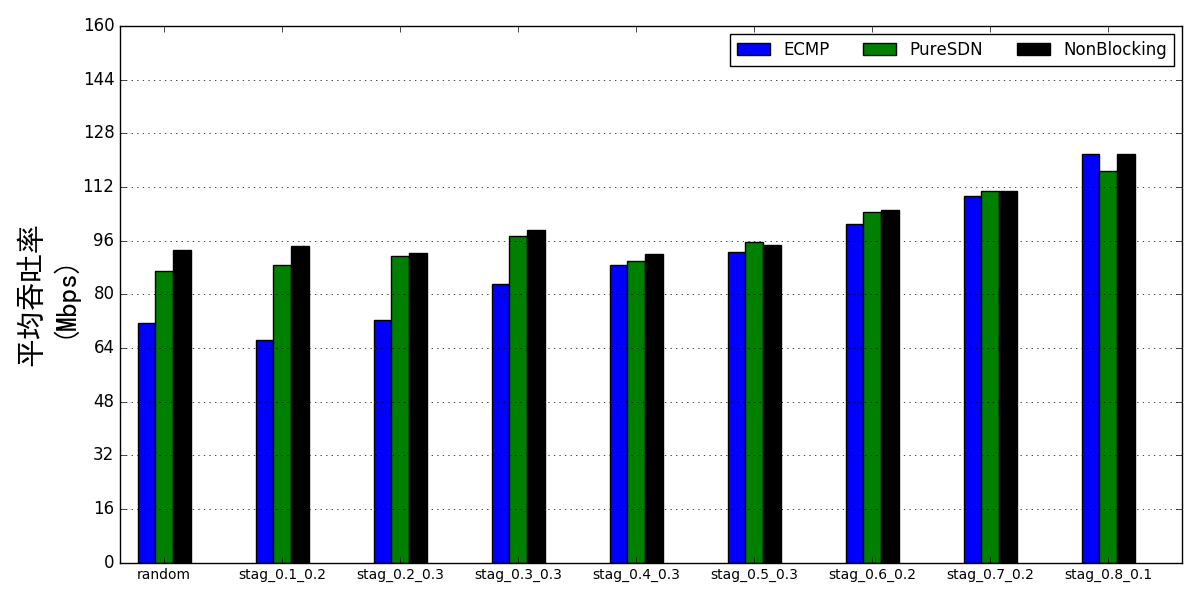 160
144
128
112
96
80
64
48
32
16
0
平均吞吐率
(Mbps)
ECMP PureSDN NonBlocking
random stag_0.1_0.2 stag_0.2_0.3 stag_0.3_0.3 stag_0.4_0.3 stag_0.5_0.3 stag_0.6_0.2 stag_0.7_0.2 stag_0.8_0.1